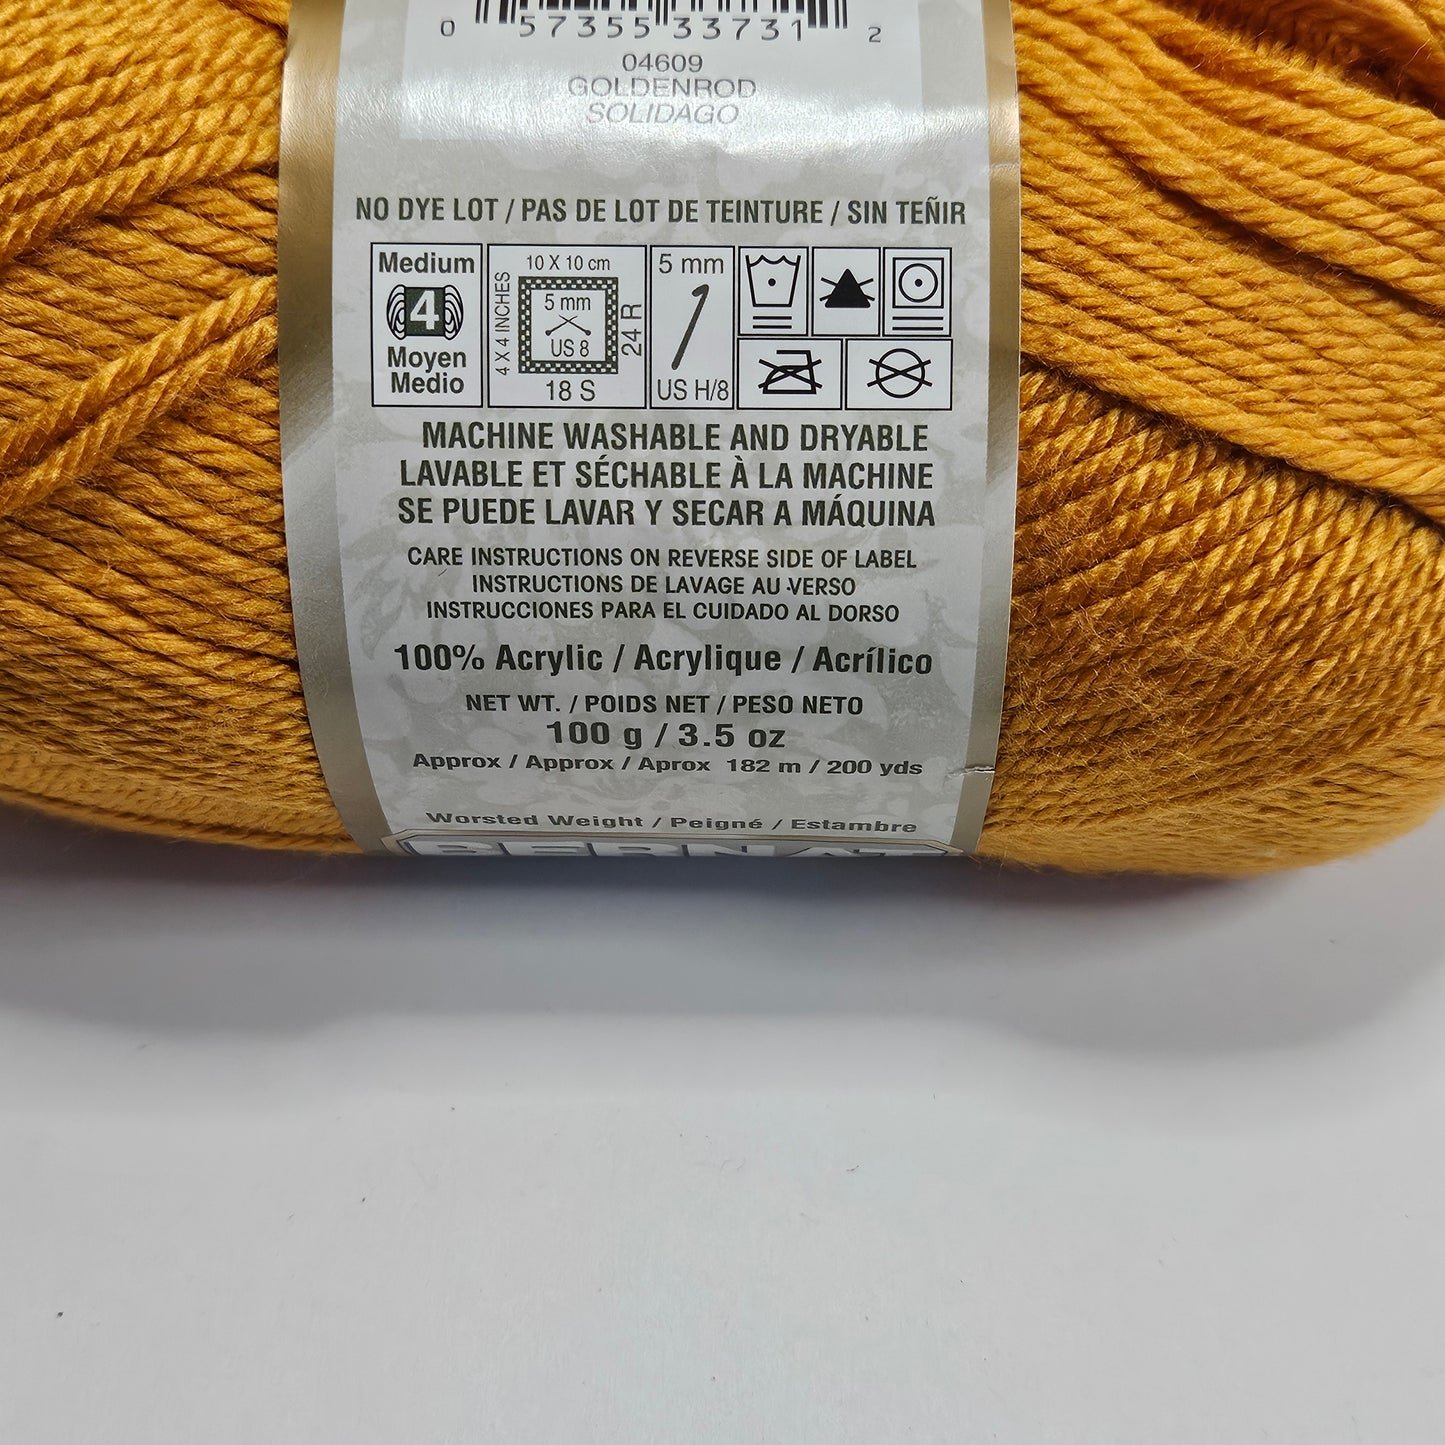 0 57355 33731 2
04609
GOLDENROD
SOLIDAGO
NO DYE LOT / PAS DE LOT DE TEINTURE / SIN TEÑIR
Medium
4
Moyen
Medio
10 X 10 cm
4 X 4 INCHES
5 mm
US 8
24 R
18 S
5 mm
US H/8
MACHINE WASHABLE AND DRYABLE
LAVABLE ET SÉCHABLE À LA MACHINE
SE PUEDE LAVAR Y SECAR A MÁQUINA
CARE INSTRUCTIONS ON REVERSE SIDE OF LABEL
INSTRUCTIONS DE LAVAGE AU VERSO
INSTRUCCIONES PARA EL CUIDADO AL DORSO
100% Acrylic / Acrylique / Acrílico
NET WT. / POIDS NET / PESO NETO
100 g / 3.5 oz
Approx / Approx / Aprox 182 m / 200 yds
Worsted Weight / Peigné / Estambre
BERNAT